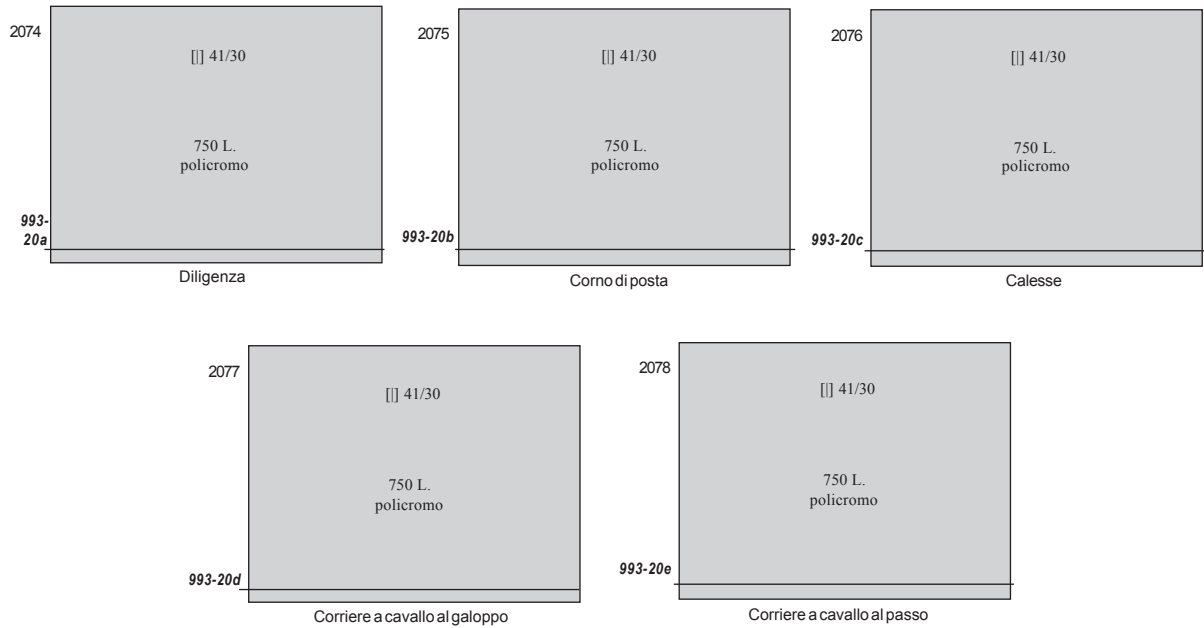 2074
[|] 41/30
750 L.
policromo
993-
20a
Diligenza
2075
[|] 41/30
750 L.
policromo
993-20b
Corno di posta
2076
[|] 41/30
750 L.
policromo
993-20c
Calesse
2077
[|] 41/30
750 L.
policromo
993-20d
Corriere a cavallo al galoppo
2078
[|] 41/30
750 L.
policromo
993-20e
Corriere a cavallo al passo